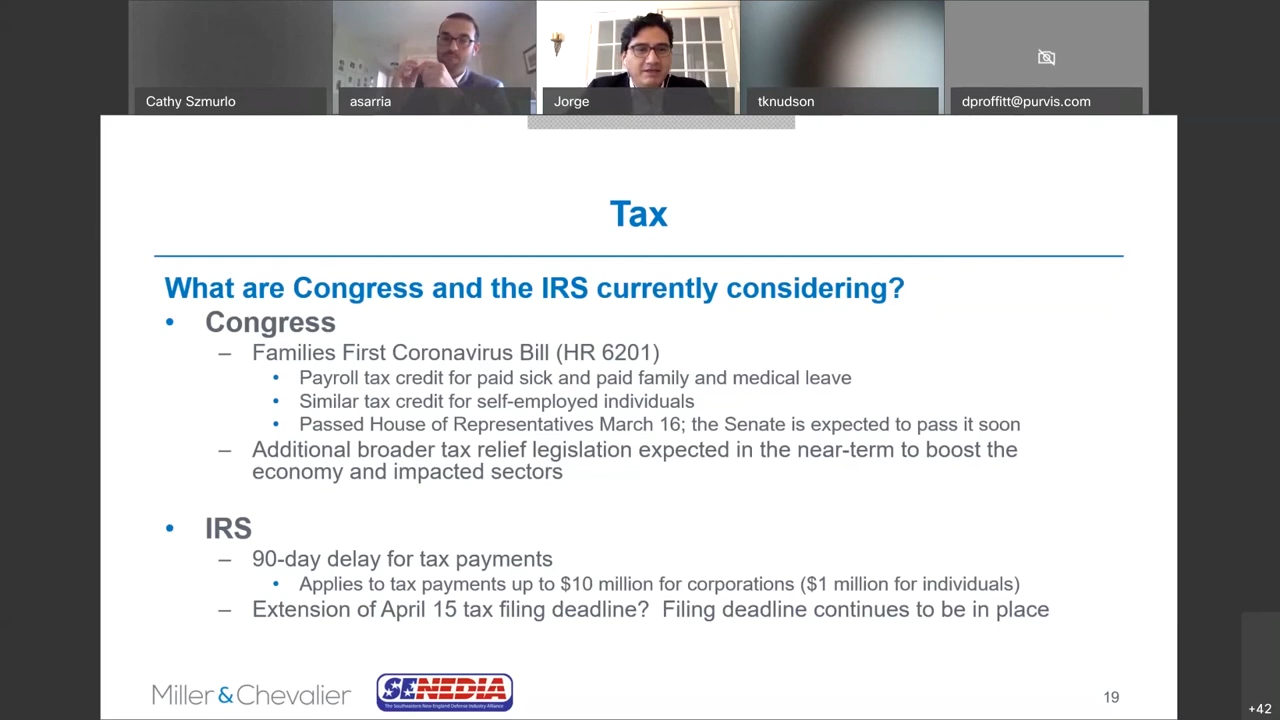 Cathy Szmurlo
asarria
Jorge
tknudson
dproffitt@purvis.com
Tax
What are Congress and the IRS currently considering?
• Congress
– Families First Coronavirus Bill (HR 6201)
• Payroll tax credit for paid sick and paid family and medical leave
• Similar tax credit for self-employed individuals
• Passed House of Representatives March 16; the Senate is expected to pass it soon
– Additional broader tax relief legislation expected in the near-term to boost the
economy and impacted sectors
• IRS
– 90-day delay for tax payments
• Applies to tax payments up to $10 million for corporations ($1 million for individuals)
– Extension of April 15 tax filing deadline?  Filing deadline continues to be in place
Miller&Chevalier
SENEDIA
The Southeastern New England Defense Industry Alliance
19
+42